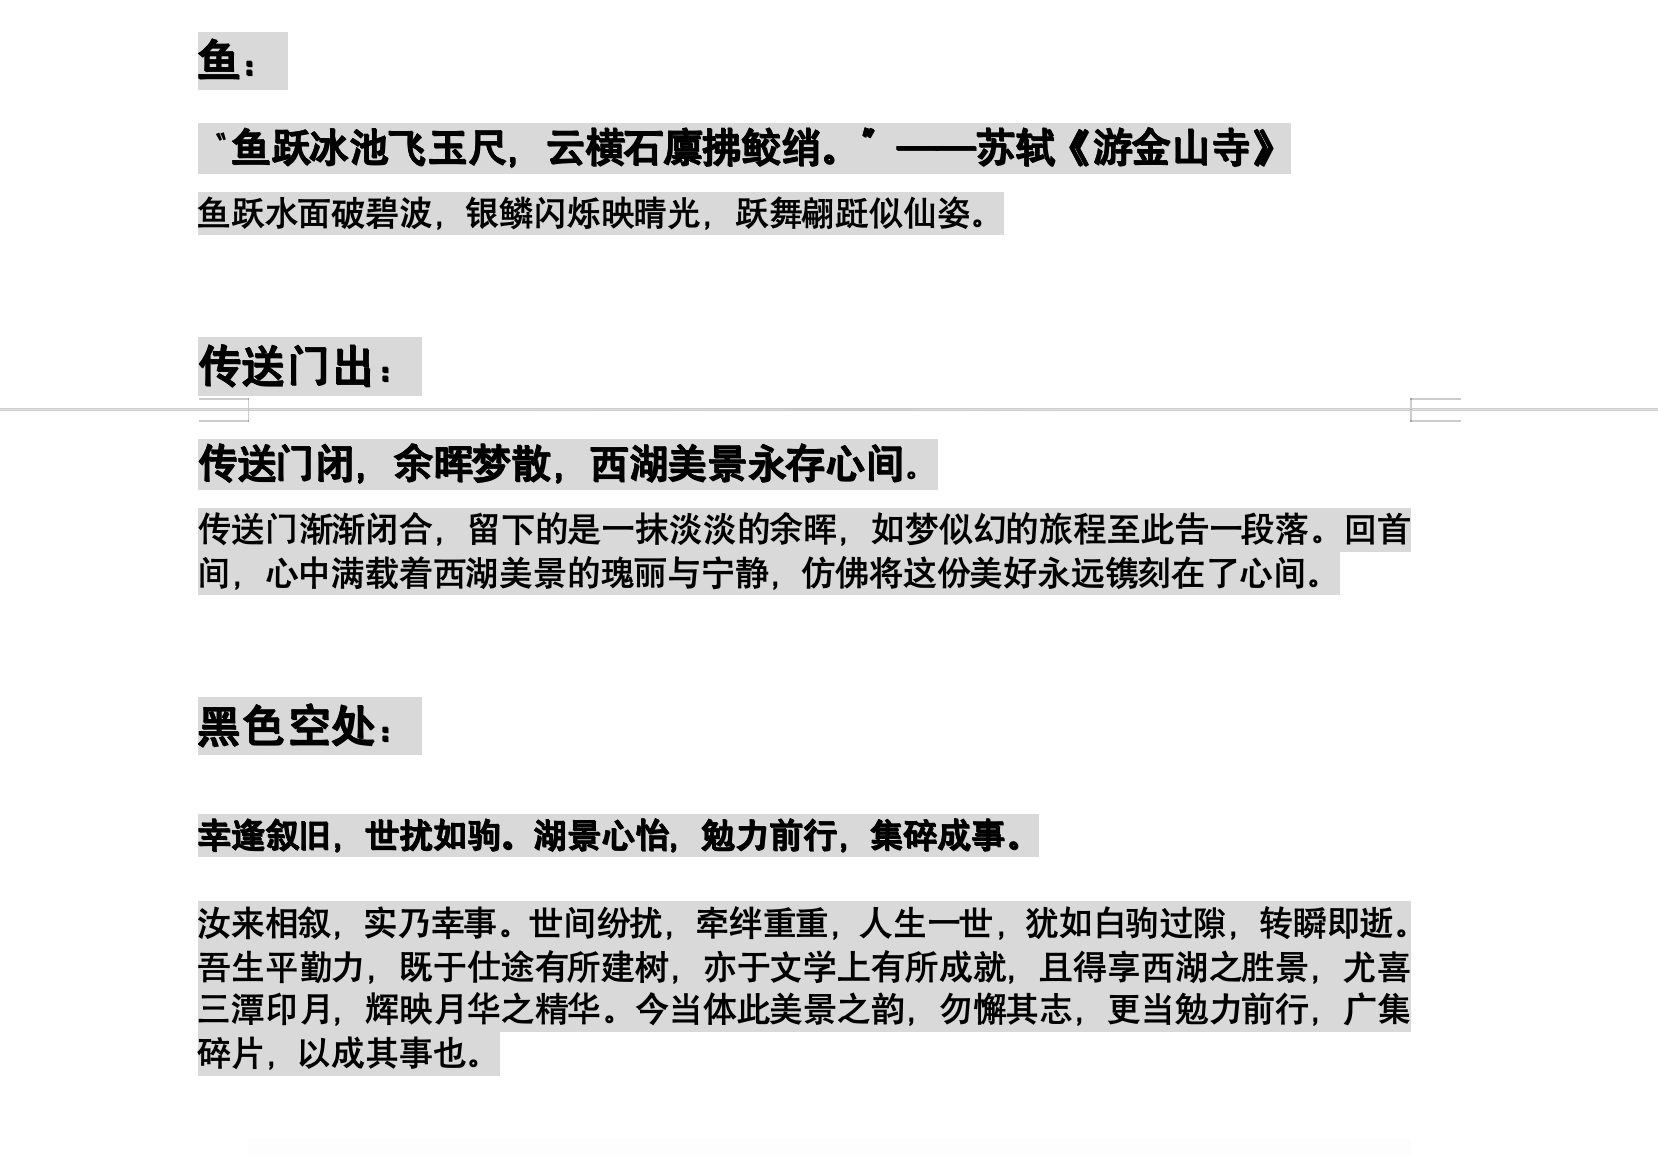 鱼：
“鱼跃冰池飞玉尺，云横石廪拂鲛绡。”——苏轼《游金山寺》
鱼跃水面破碧波，银鳞闪烁映晴光，跃舞翩跹似仙姿。
传送门出：
传送门闭，余晖梦散，西湖美景永存心间。
传送门渐渐闭合，留下的是一抹淡淡的余晖，如梦似幻的旅程至此告一段落。回首
间，心中满载着西湖美景的瑰丽与宁静，仿佛将这份美好永远镌刻在了心间。
黑色空处：
幸逢叙旧，世扰如驹。湖景心怡，勉力前行，集碎成事。
汝来相叙，实乃幸事。世间纷扰，牵绊重重，人生一世，犹如白驹过隙，转瞬即逝。
吾生平勤力，既于仕途有所建树，亦于文学上有所成就，且得享西湖之胜景，尤喜
三潭印月，辉映月华之精华。今当体此美景之韵，勿懈其志，更当勉力前行，广集
碎片，以成其事也。